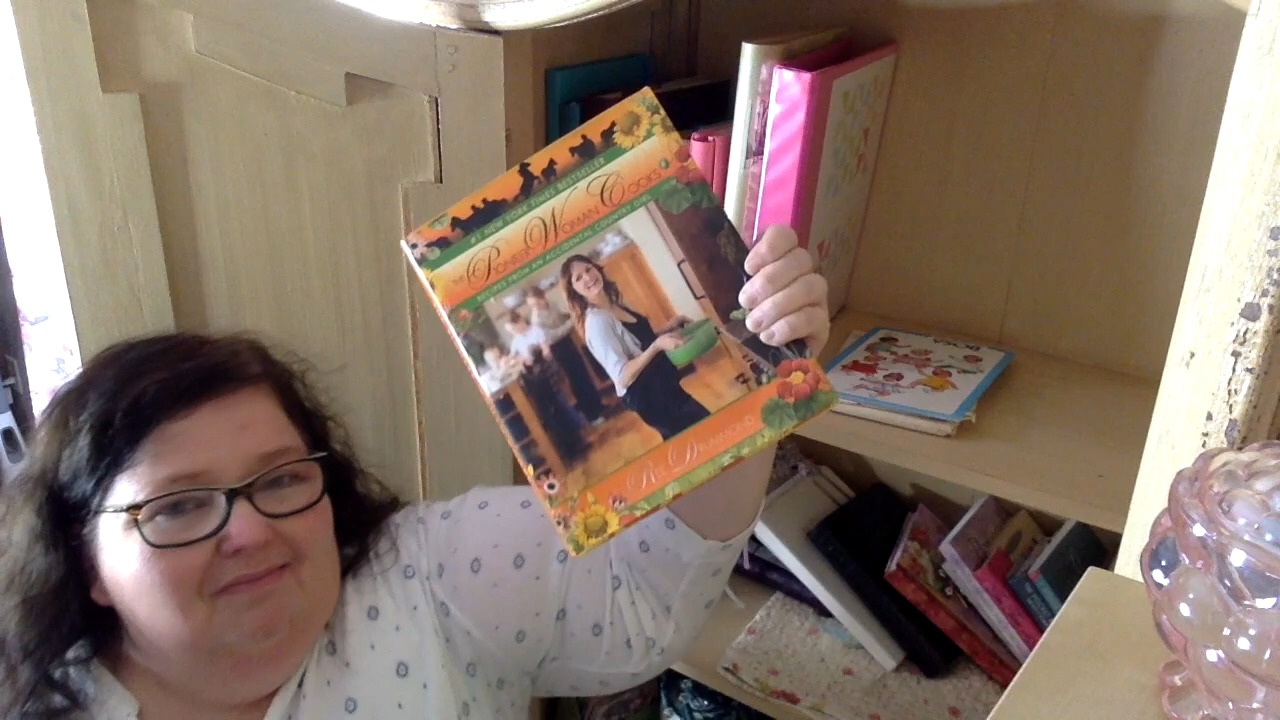 #1 NEW YORK TIMES BESTSELLER
THE PIONEER WOMAN COOKS
RECIPES FROM AN ACCIDENTAL COUNTRY GIRL
REE DRUMMOND